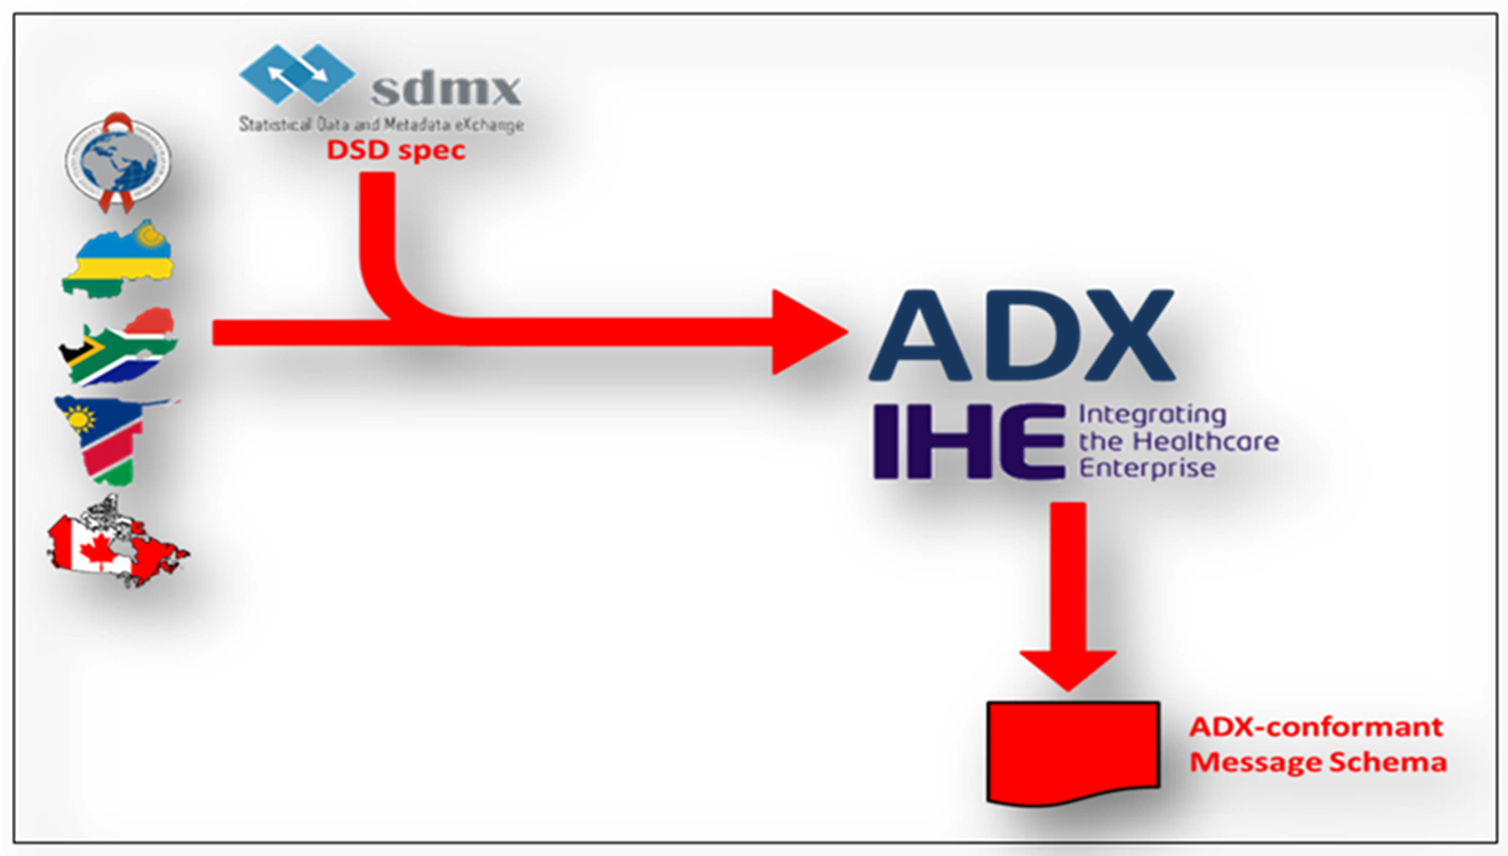 sdmx
Statistical Data and Metadata eXchange
DSD spec
ADX
IHE
Integrating
the Healthcare
Enterprise
ADX-conformant
Message Schema